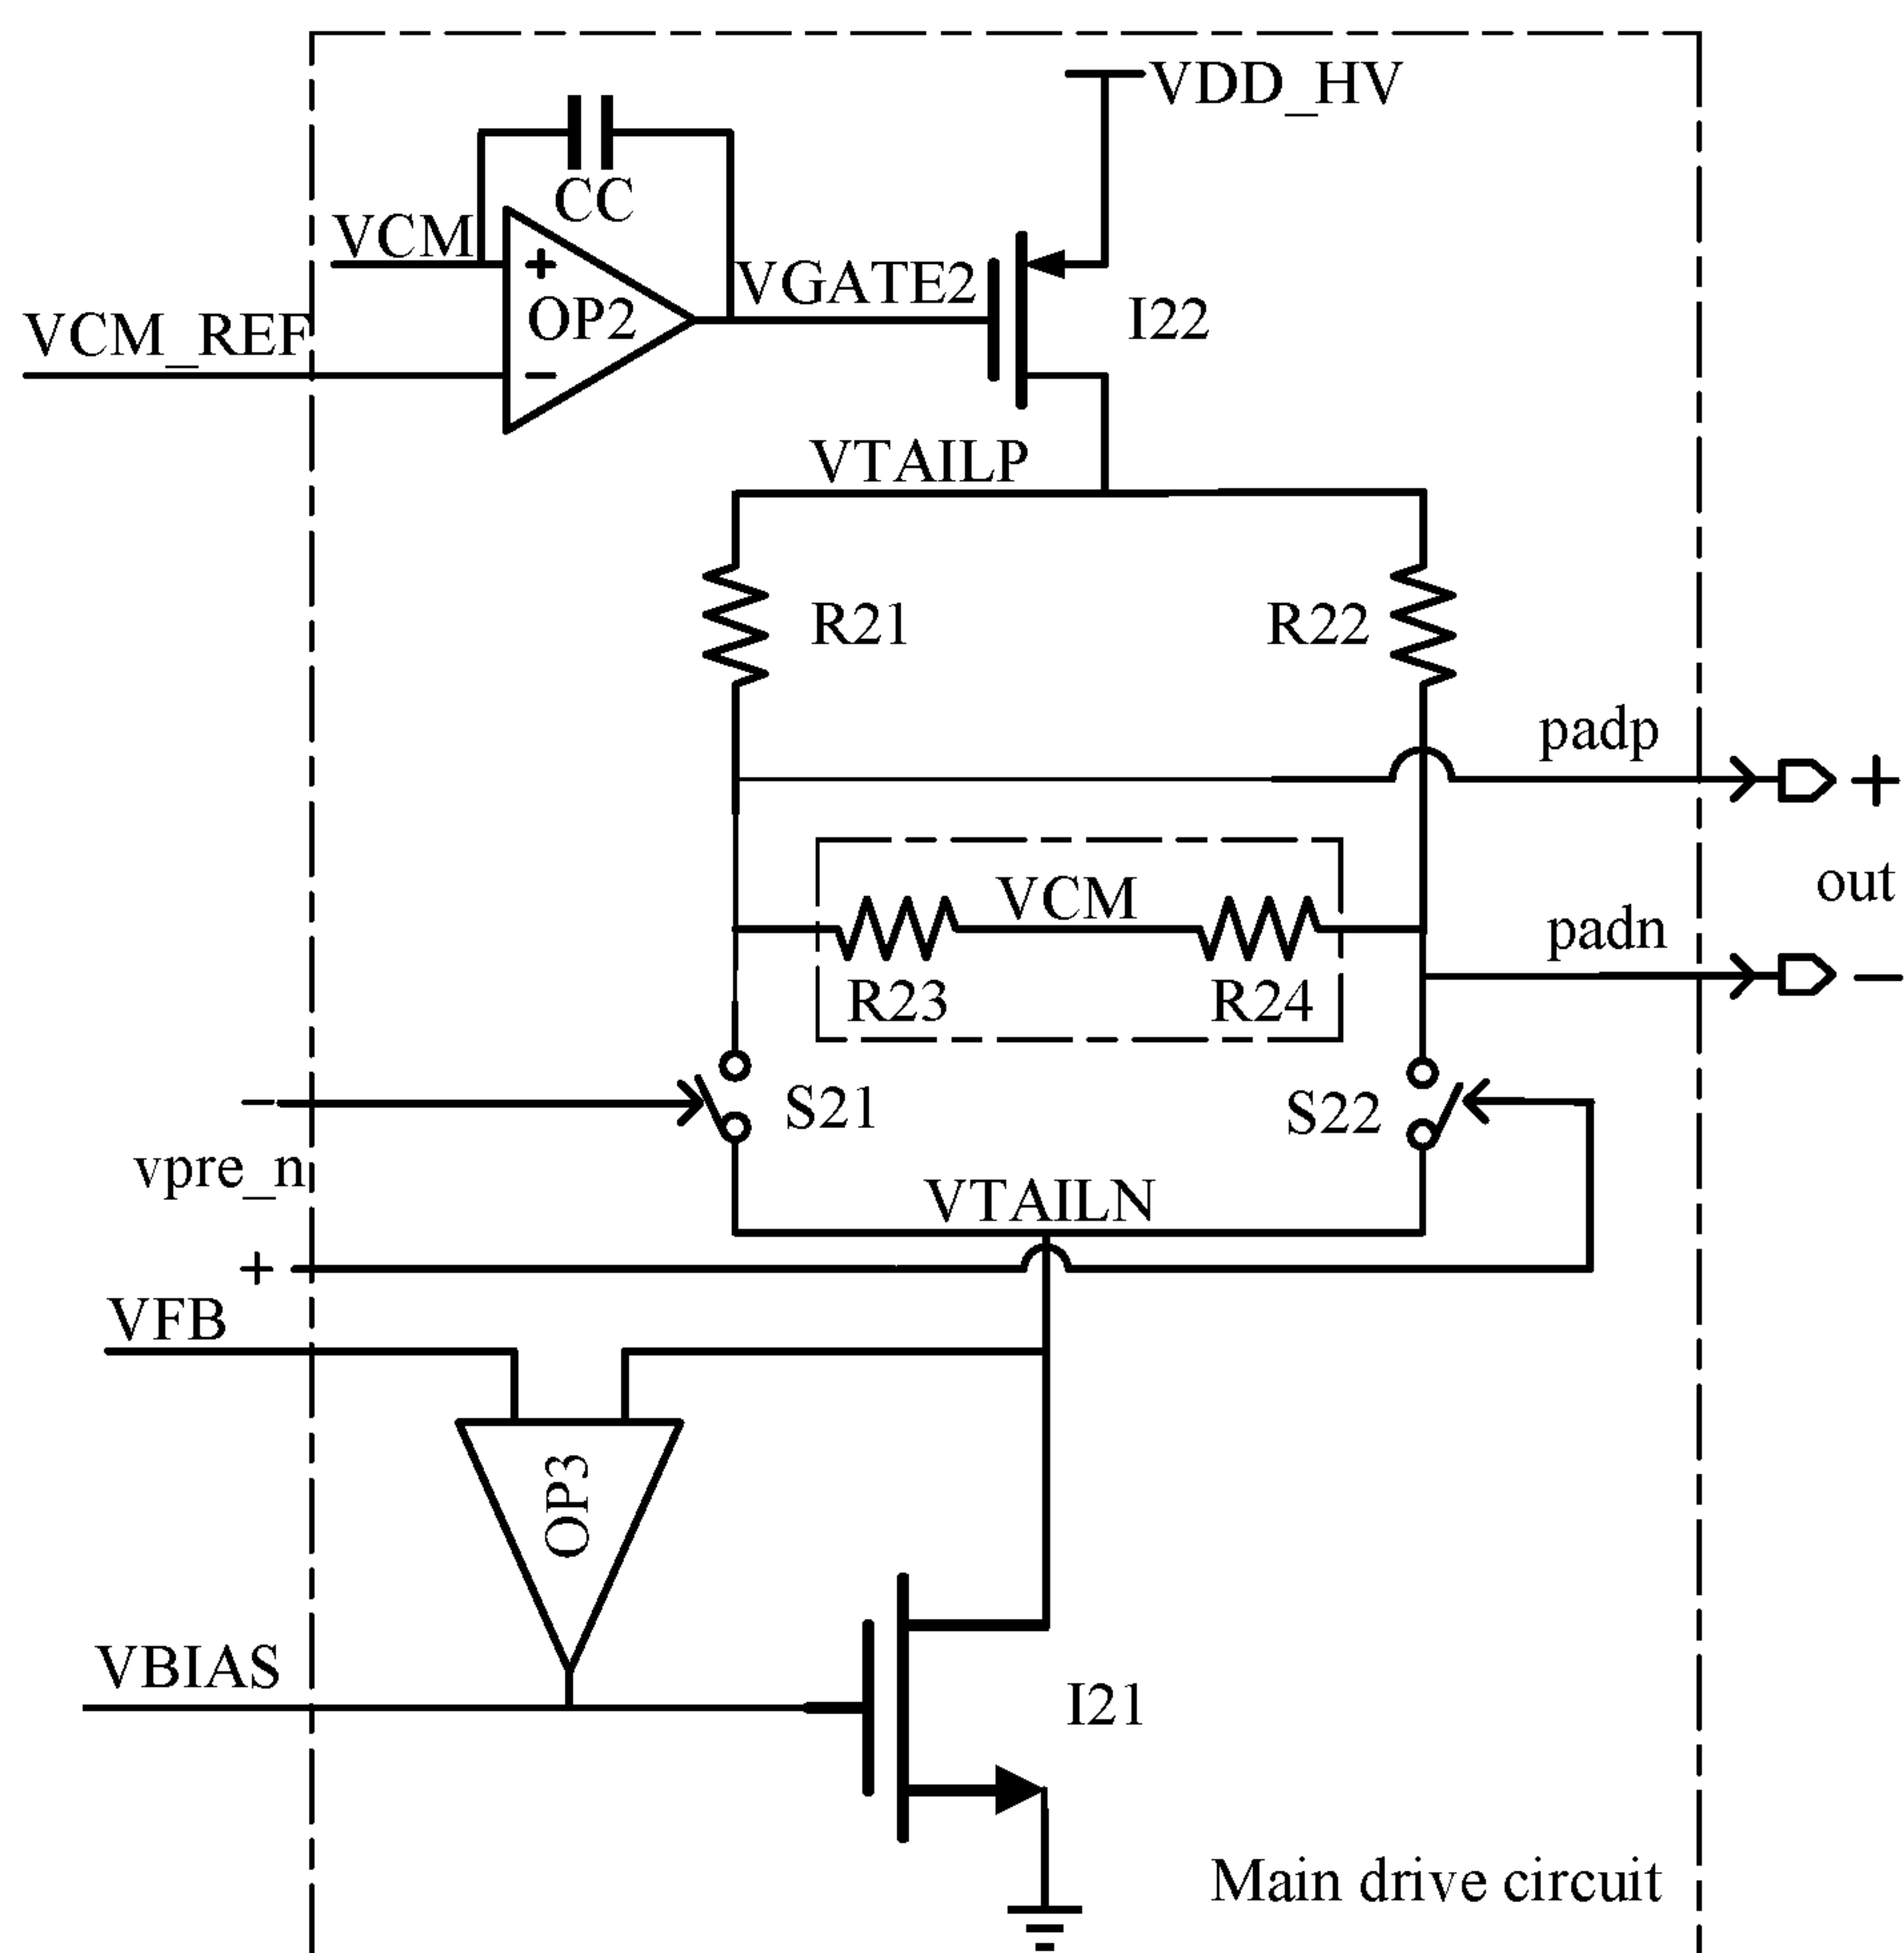 VDD_HV
CC
VCM
+
OP2
VGATE2
I22
VCM_REF
−
VTAILP
R21
R22
padp
+
VCM
out
padn
R23
R24
−
−
S21
S22
vpre_n
VTAILN
+
VFB
OP3
VBIAS
I21
Main drive circuit